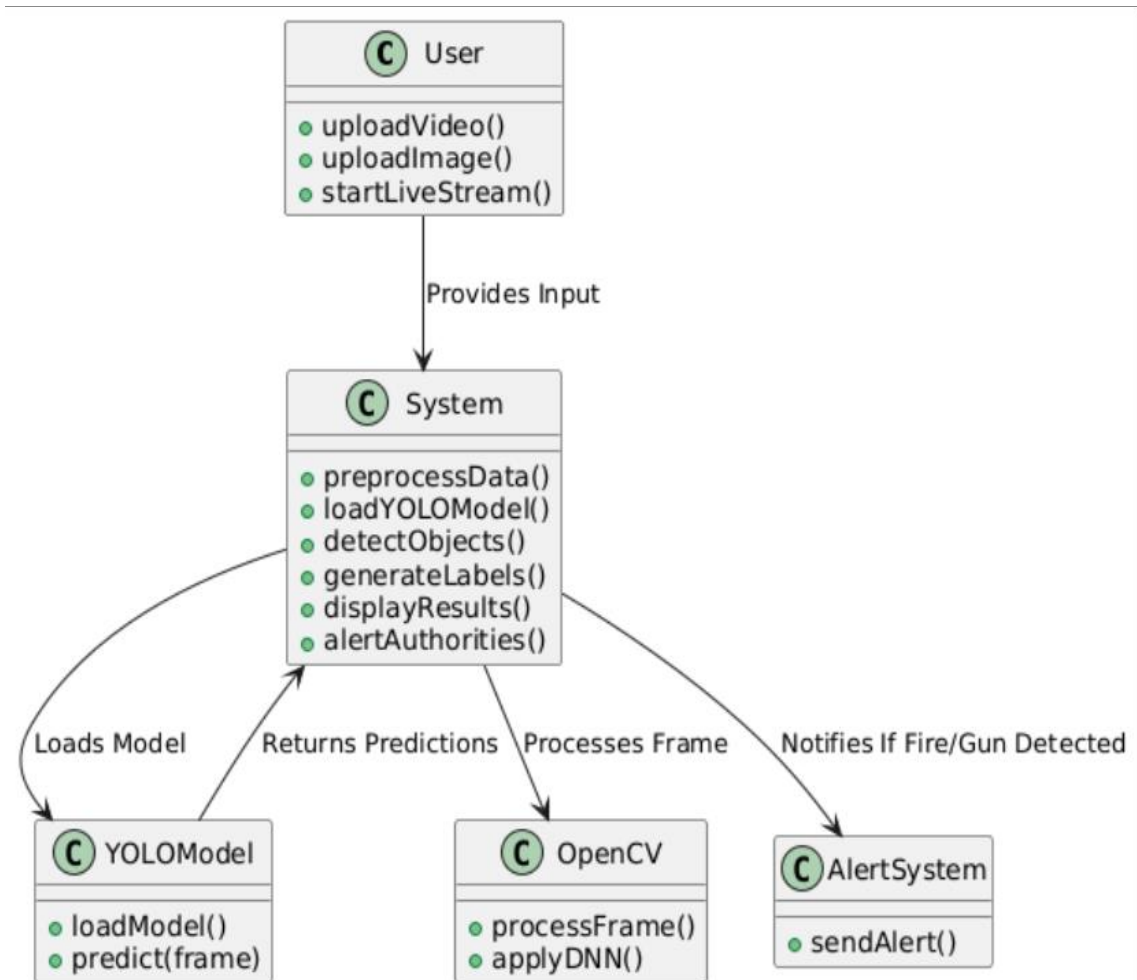 C User
uploadVideo()
uploadImage()
startLiveStream()
Provides Input
C System
preprocessData()
loadYOLOModel()
detectObjects()
generateLabels()
displayResults()
alertAuthorities()
Loads Model
Returns Predictions
Processes Frame
Notifies If Fire/Gun Detected
C YOLOModel
loadModel()
predict(frame)
C OpenCV
processFrame()
applyDNN()
C AlertSystem
sendAlert()